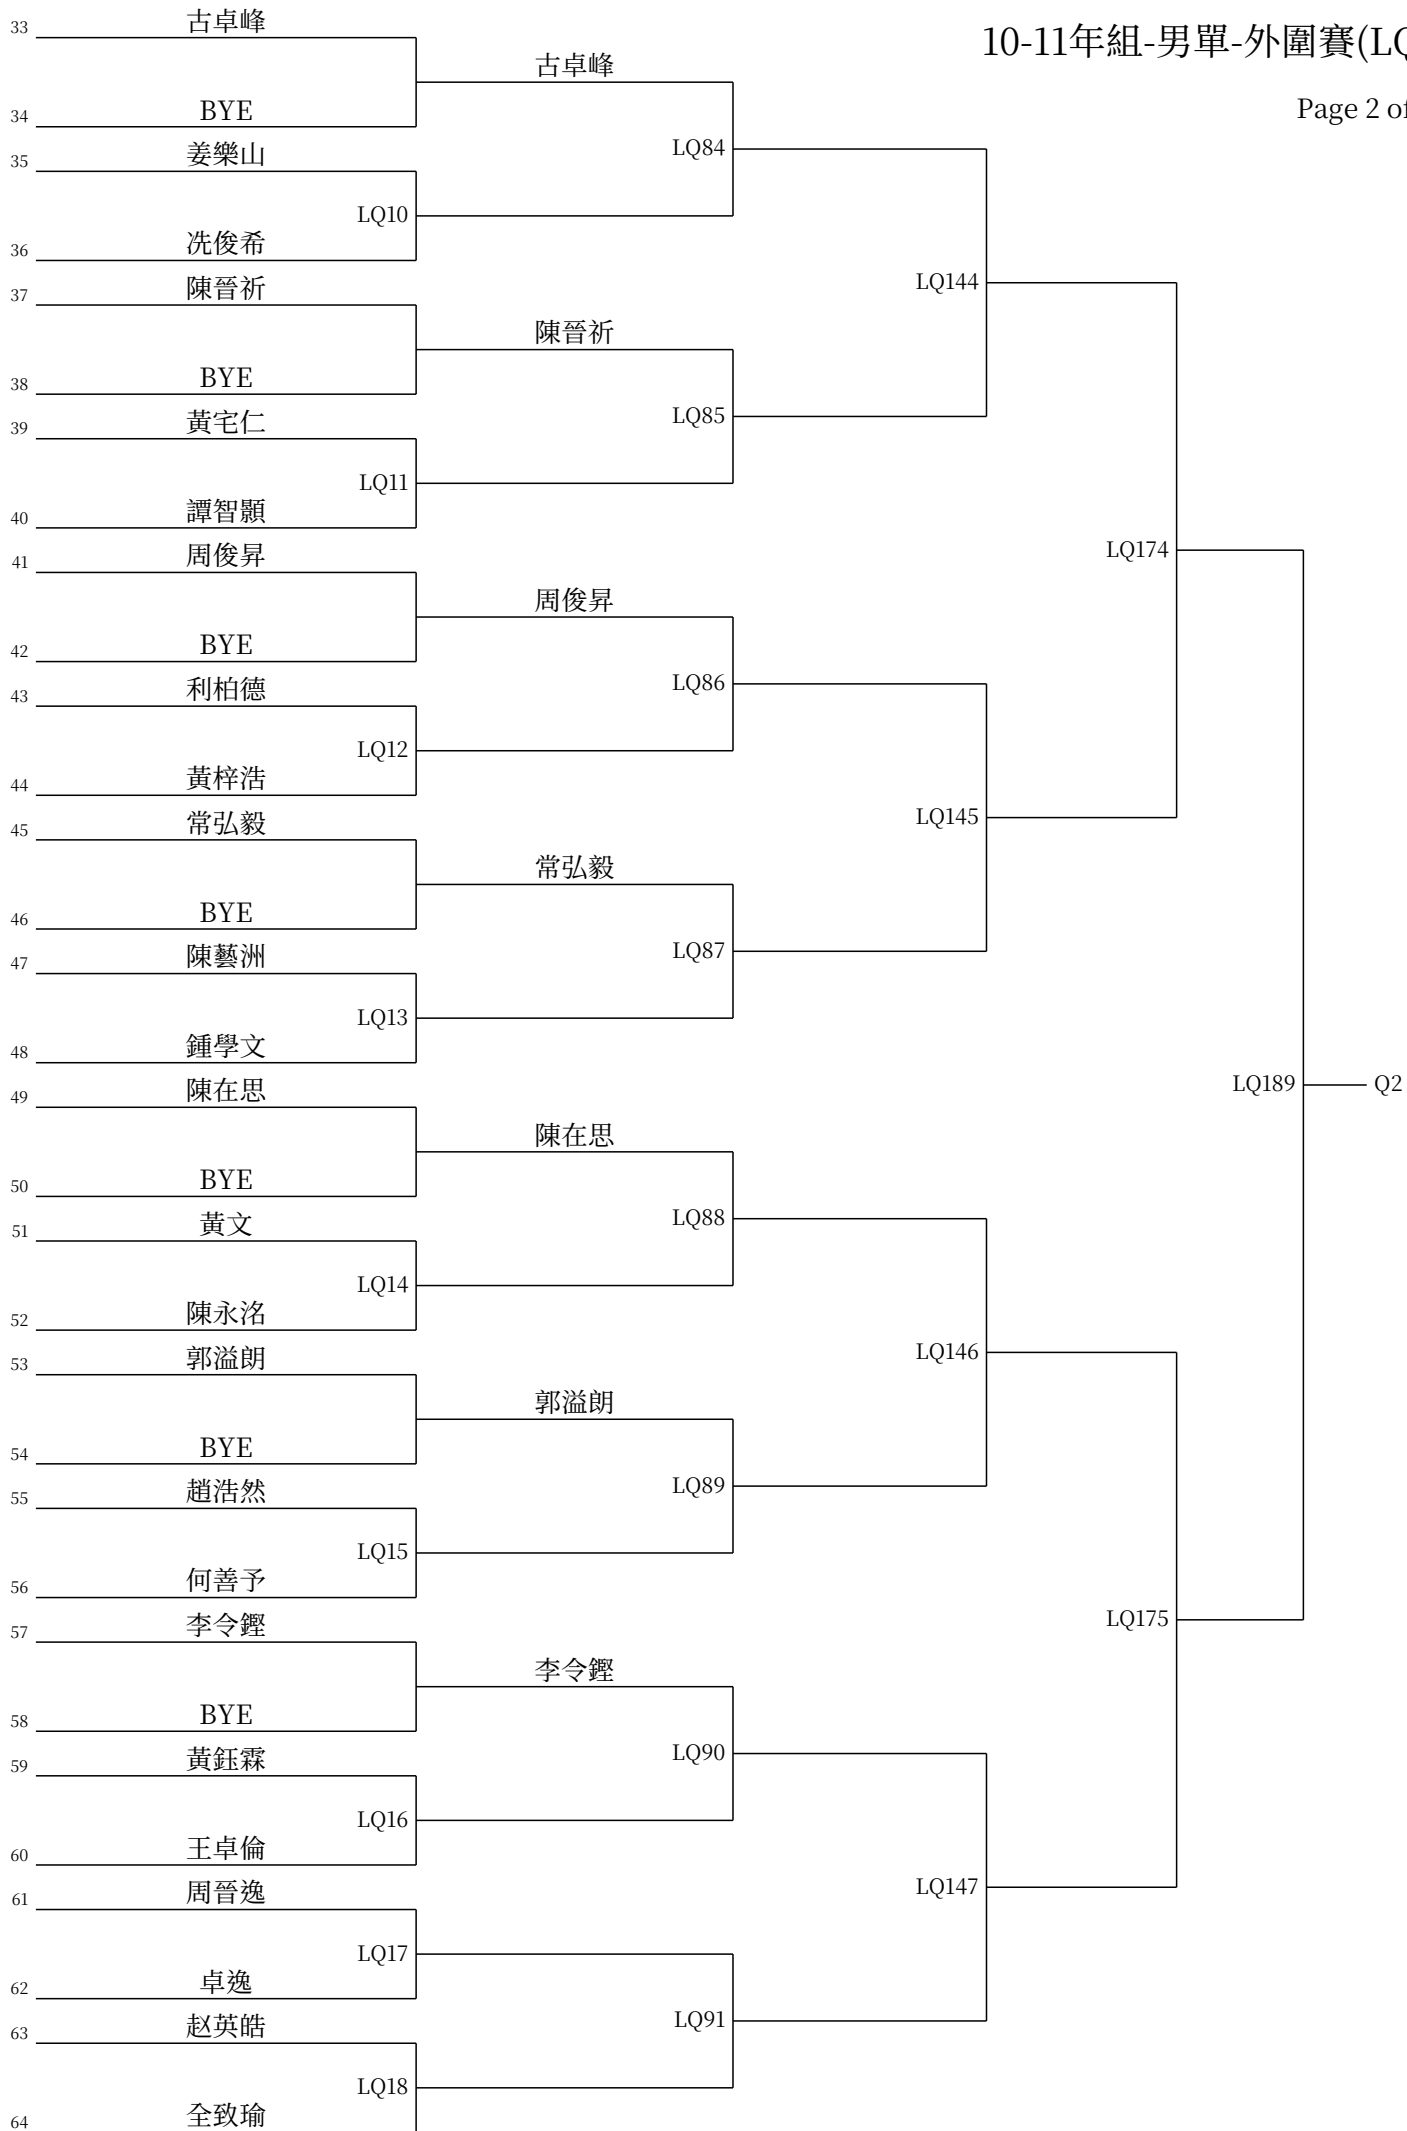 10-11年組-男單-外圍賽(LQ
Page 2 of
33 古卓峰
古卓峰
34 BYE
LQ84
35 姜樂山
LQ10
36 冼俊希
LQ144
37 陳晉祈
陳晉祈
38 BYE
LQ85
39 黃宅仁
LQ11
40 譚智顥
LQ174
41 周俊昇
周俊昇
42 BYE
LQ86
43 利柏德
LQ12
44 黃梓浩
LQ145
45 常弘毅
常弘毅
46 BYE
LQ87
47 陳藝洲
LQ13
48 鍾學文
LQ189 Q2
49 陳在思
陳在思
50 BYE
LQ88
51 黃文
LQ14
52 陳永洺
LQ146
53 郭溢朗
郭溢朗
54 BYE
LQ89
55 趙浩然
LQ15
56 何善予
LQ175
57 李令鏗
李令鏗
58 BYE
LQ90
59 黃鈺霖
LQ16
60 王卓倫
LQ147
61 周晉逸
LQ17
62 卓逸
LQ91
63 赵英皓
LQ18
64 全致瑜